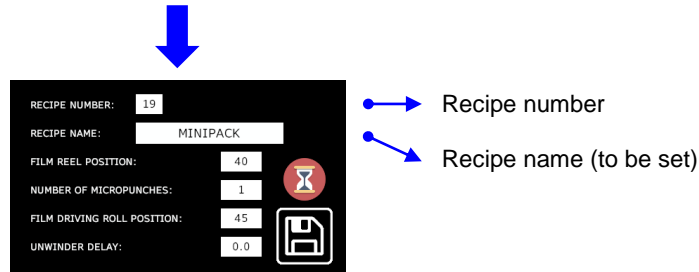 RECIPE NUMBER: 19
Recipe number
RECIPE NAME: MINIPACK
Recipe name (to be set)
FILM REEL POSITION: 40
NUMBER OF MICROPUNCHES: 1
FILM DRIVING ROLL POSITION: 45
UNWINDER DELAY: 0.0